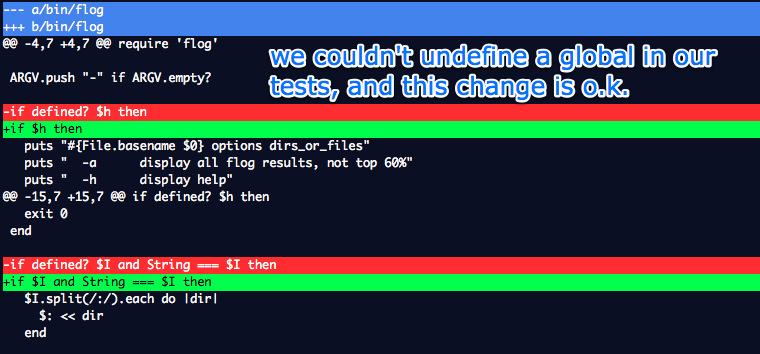 --- a/bin/flog
+++ b/bin/flog
@@ -4,7 +4,7 @@ require 'flog'
we couldn't undefine a global in our
tests, and this change is o.k.
 ARGV.push "-" if ARGV.empty?
-if defined? $h then
+if $h then
   puts "#{File.basename $0} options dirs_or_files"
   puts "  -a      display all flog results, not top 60%"
   puts "  -h      display help"
@@ -15,7 +15,7 @@ if defined? $h then
   exit 0
 end
-if defined? $I and String === $I then
+if $I and String === $I then
   $I.split(/:/).each do |dir|
     $: << dir
   end